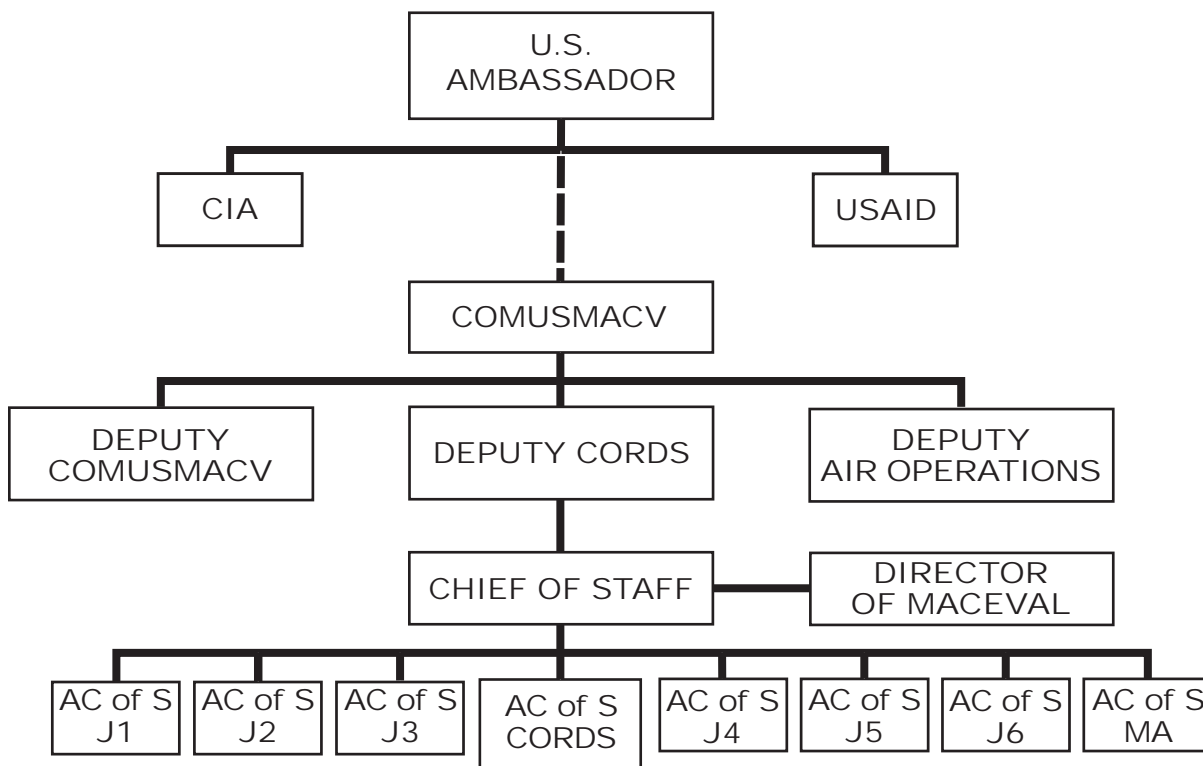 U.S.
AMBASSADOR
CIA
USAID
COMUSMACV
DEPUTY
COMUSMACV
DEPUTY CORDS
DEPUTY
AIR OPERATIONS
CHIEF OF STAFF
DIRECTOR
OF MACEVAL
AC of S
J1
AC of S
J2
AC of S
J3
AC of S
CORDS
AC of S
J4
AC of S
J5
AC of S
J6
AC of S
MA